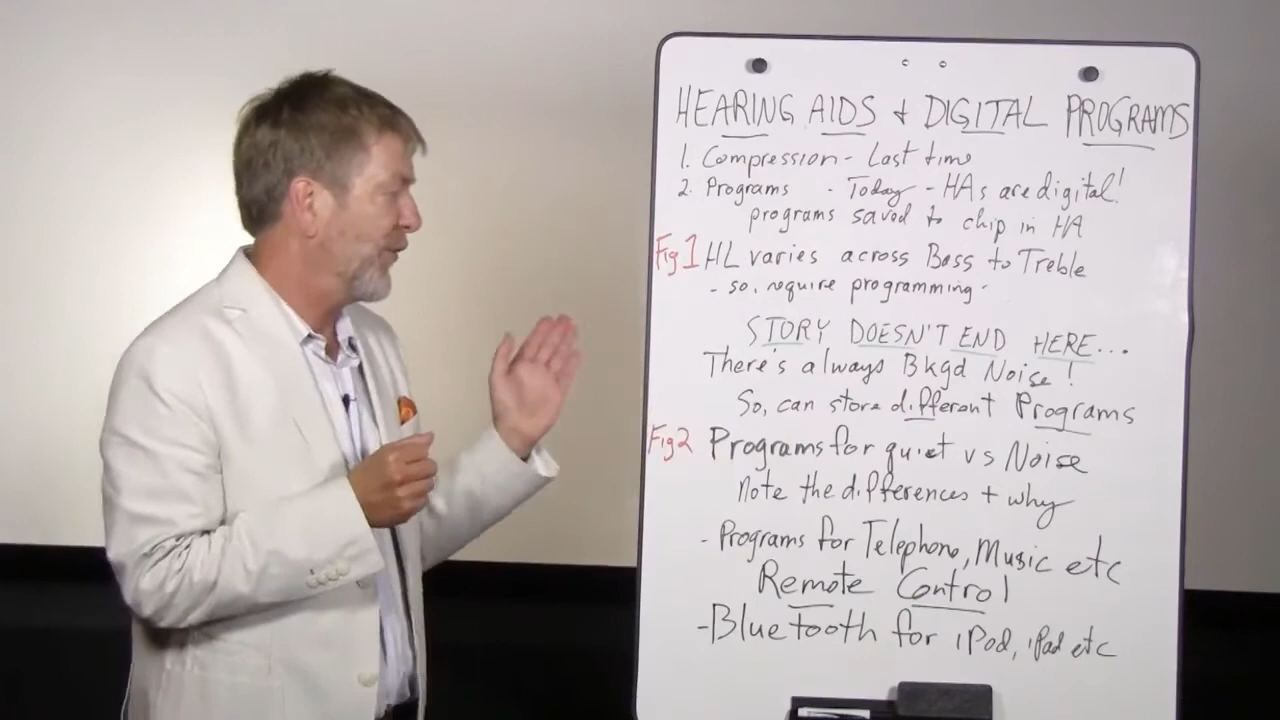 HEARING AIDS + DIGITAL PROGRAMS
1. Compression - Last time
2. Programs - Today - HAs are digital!
programs saved to chip in HA
Fig 1 HL varies across Bass to Treble
- so, require programming -
STORY DOESN'T END HERE...
There's always Bkgd Noise!
So, can store different Programs
Fig 2 Programs for quiet vs Noise
Note the differences + why
- Programs for Telephone, Music etc
Remote Control
- Bluetooth for iPod, iPad etc